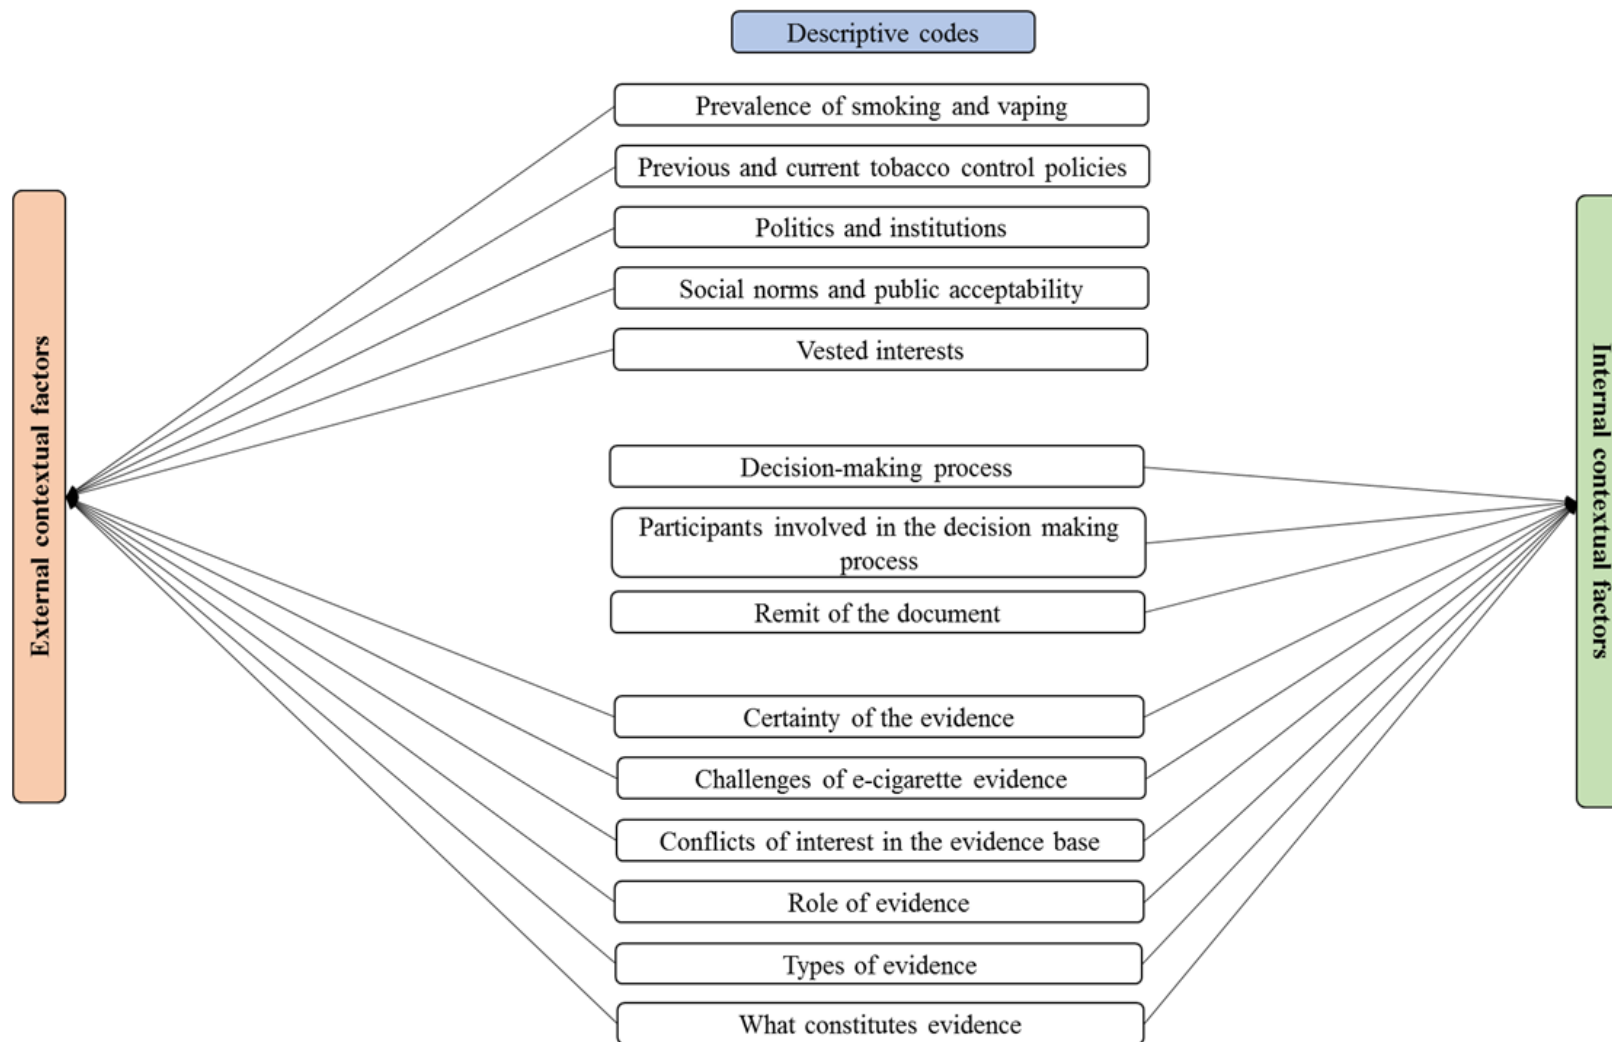 Descriptive codes
Prevalence of smoking and vaping
Previous and current tobacco control policies
Politics and institutions
Social norms and public acceptability
Vested interests
External contextual factors
Internal contextual factors
Decision-making process
Participants involved in the decision making
process
Remit of the document
Certainty of the evidence
Challenges of e-cigarette evidence
Conflicts of interest in the evidence base
Role of evidence
Types of evidence
What constitutes evidence